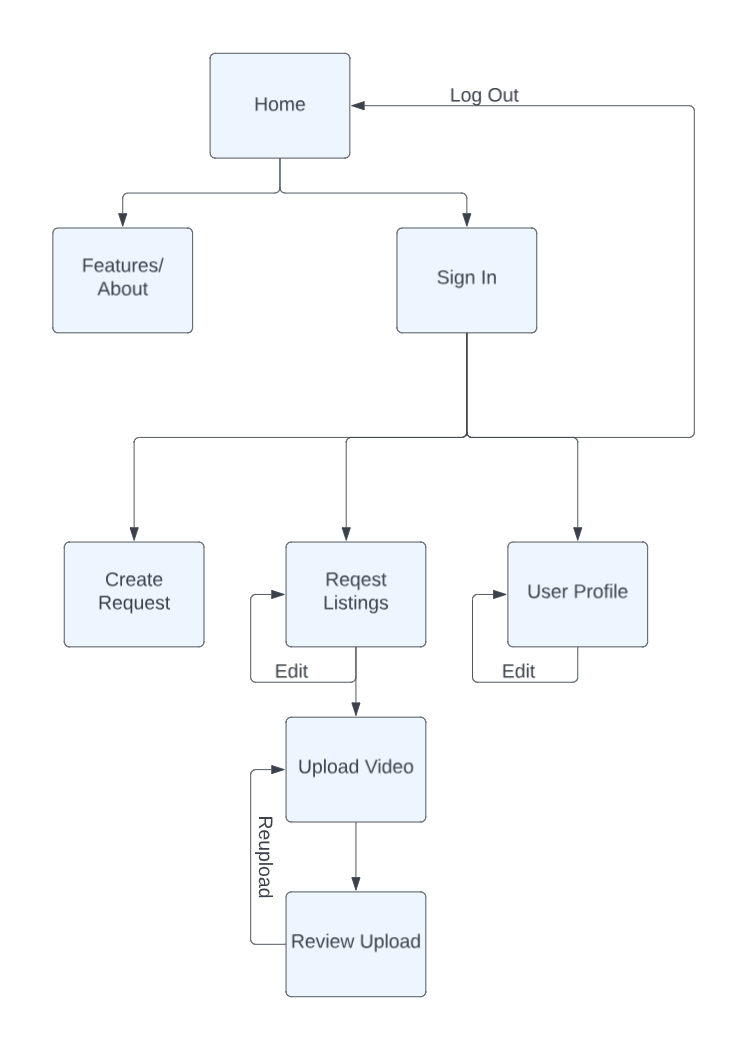 Home
Log Out
Features/
About
Sign In
Create
Request
Reqest
Listings
User Profile
Edit
Edit
Upload Video
Reupload
Review Upload